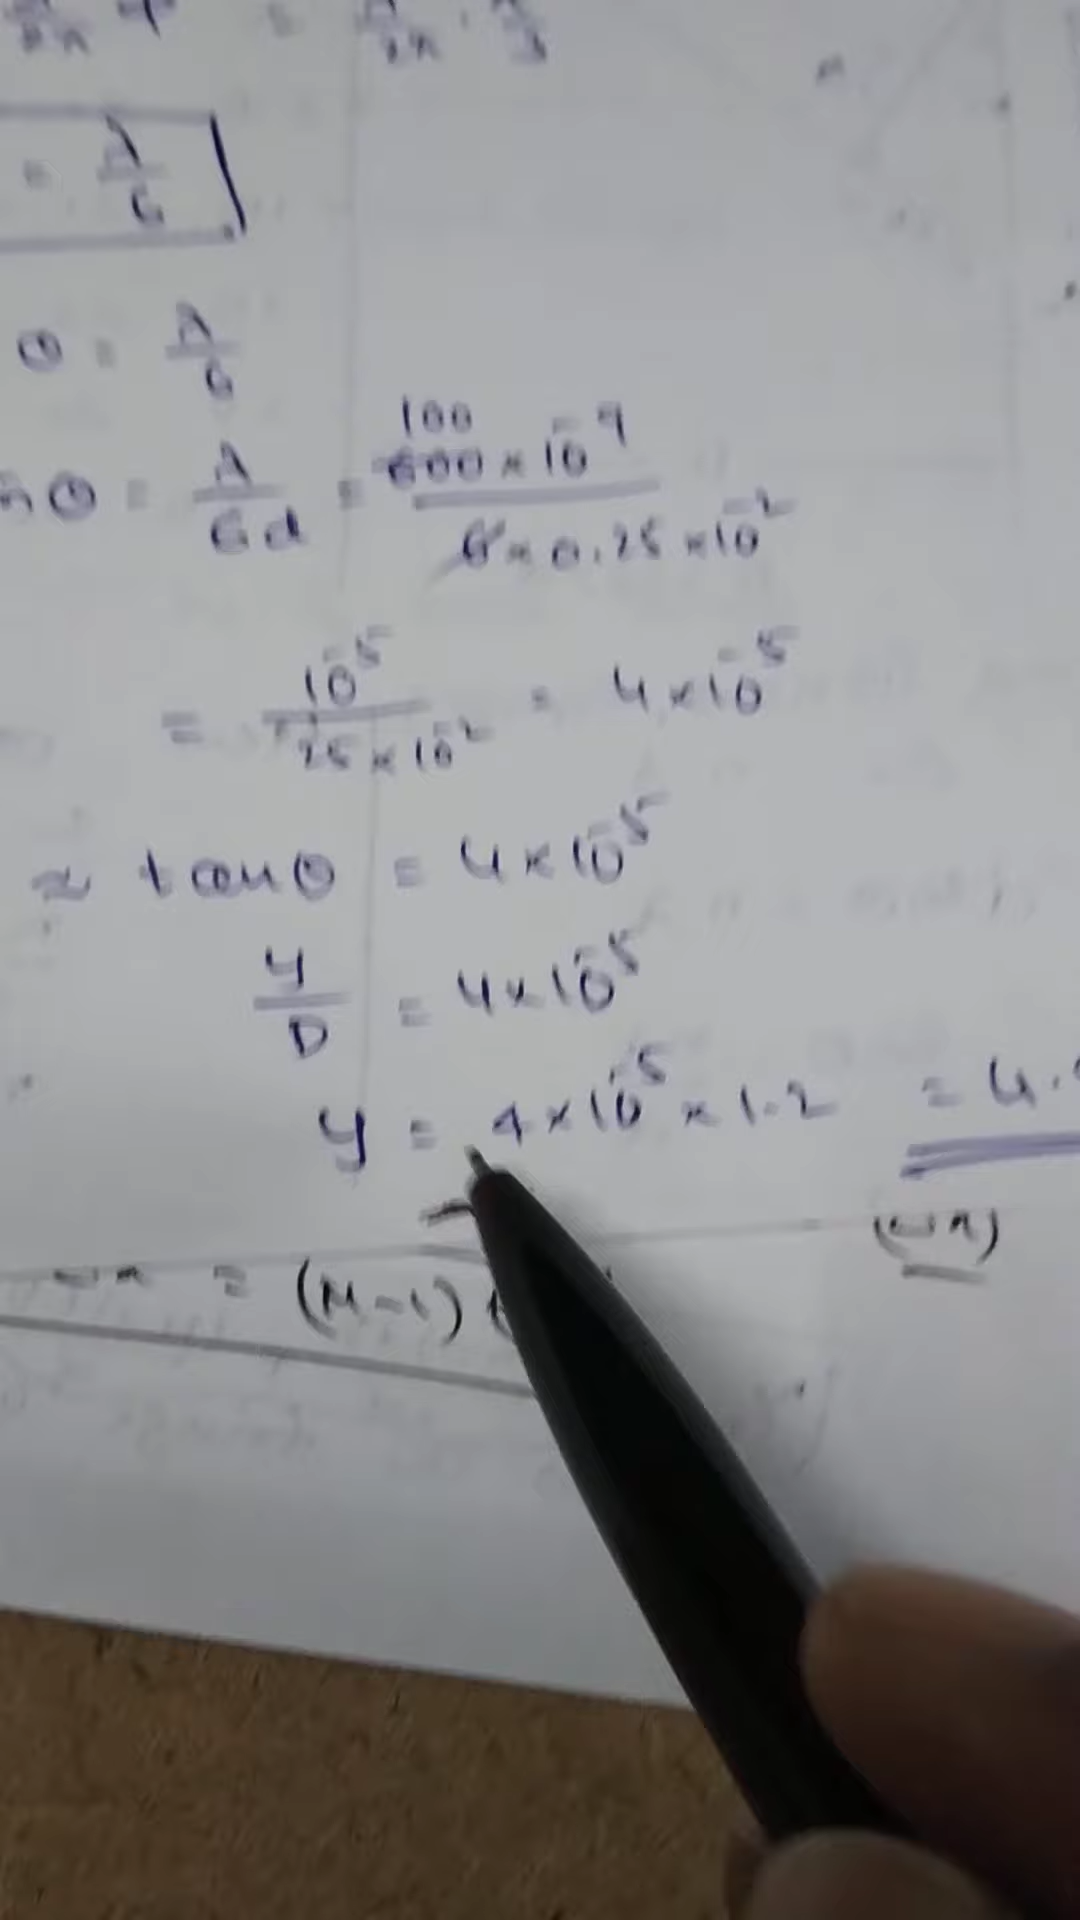 = λ/6
θ = λ/6
θ = λ/6d = 100 600 × 10⁻⁹ / 6 × 0.25 × 10⁻²
= 10⁻⁵ / 25 × 10⁻² = 4 × 10⁻⁵
≈ tanθ = 4 × 10⁻⁵
y/D = 4 × 10⁻⁵
y = 4 × 10⁻⁵ × 1.2 = 4.
= (μ-1)